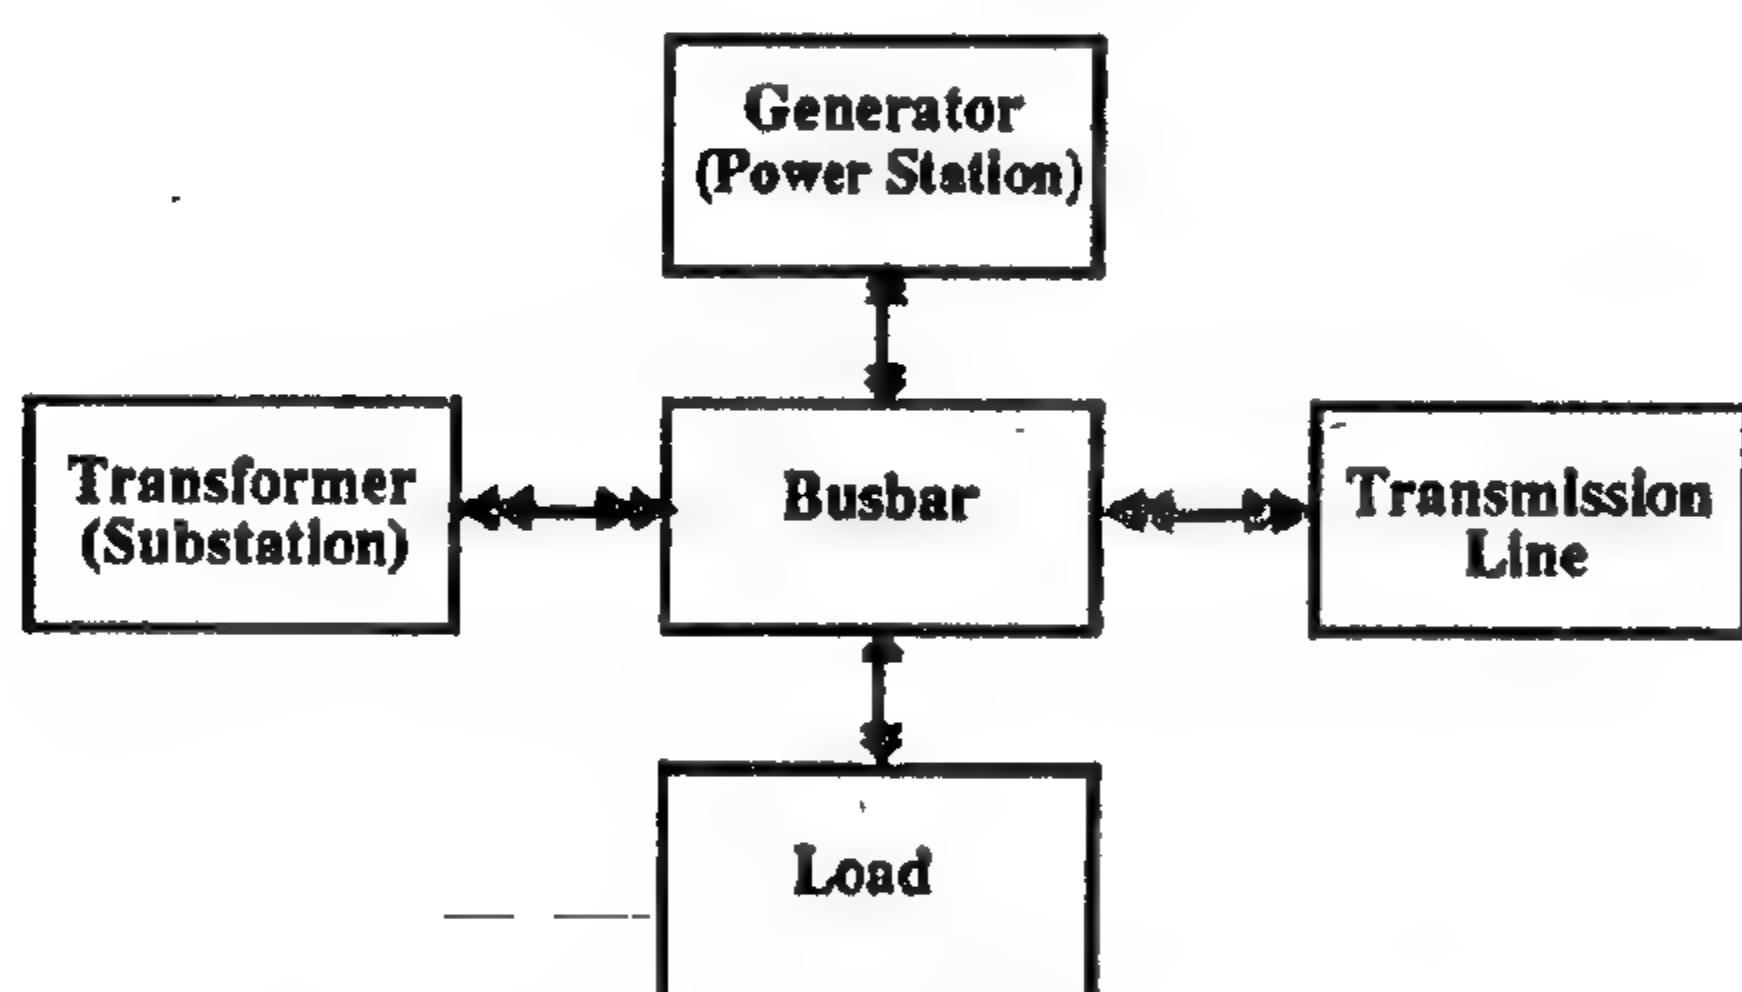 Generator
(Power Station)
Transformer
(Substation)
Busbar
Transmission
Line
Load